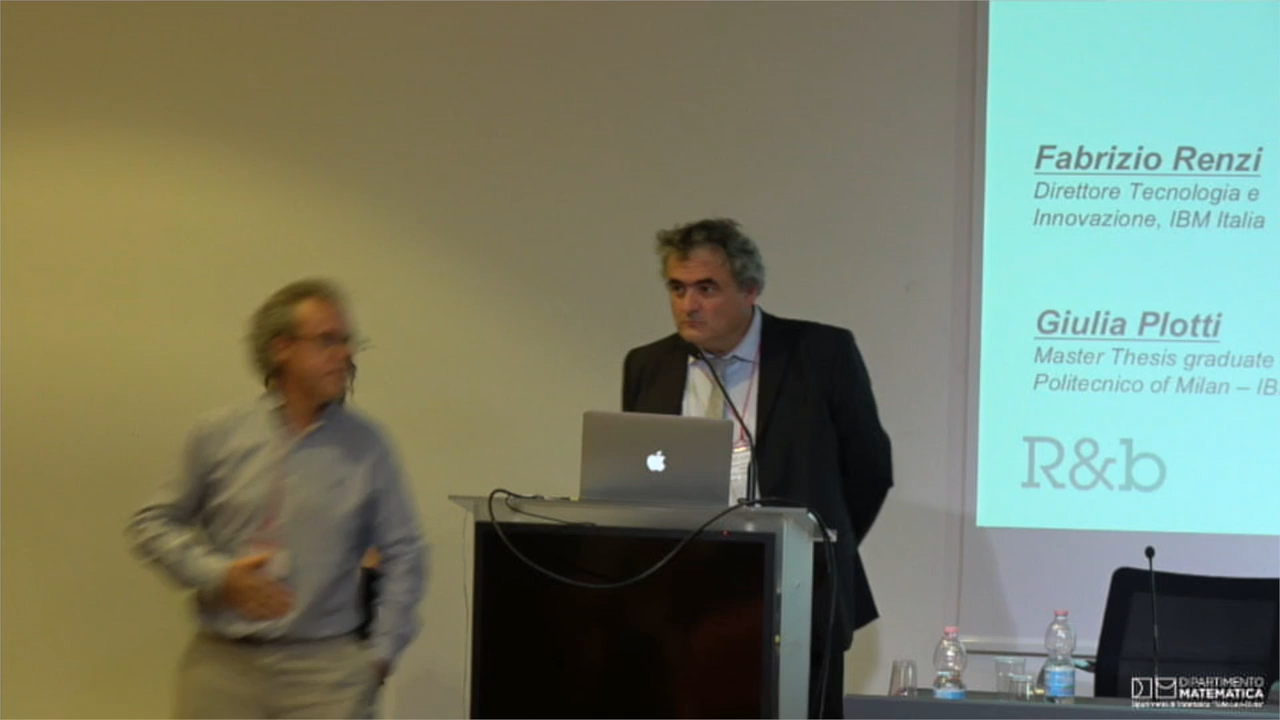 Fabrizio Renzi
Direttore Tecnologia e
Innovazione, IBM Italia
Giulia Plotti
Master Thesis graduate
Politecnico of Milan – IB
R&b
DIPARTIMENTO
MATEMATICA